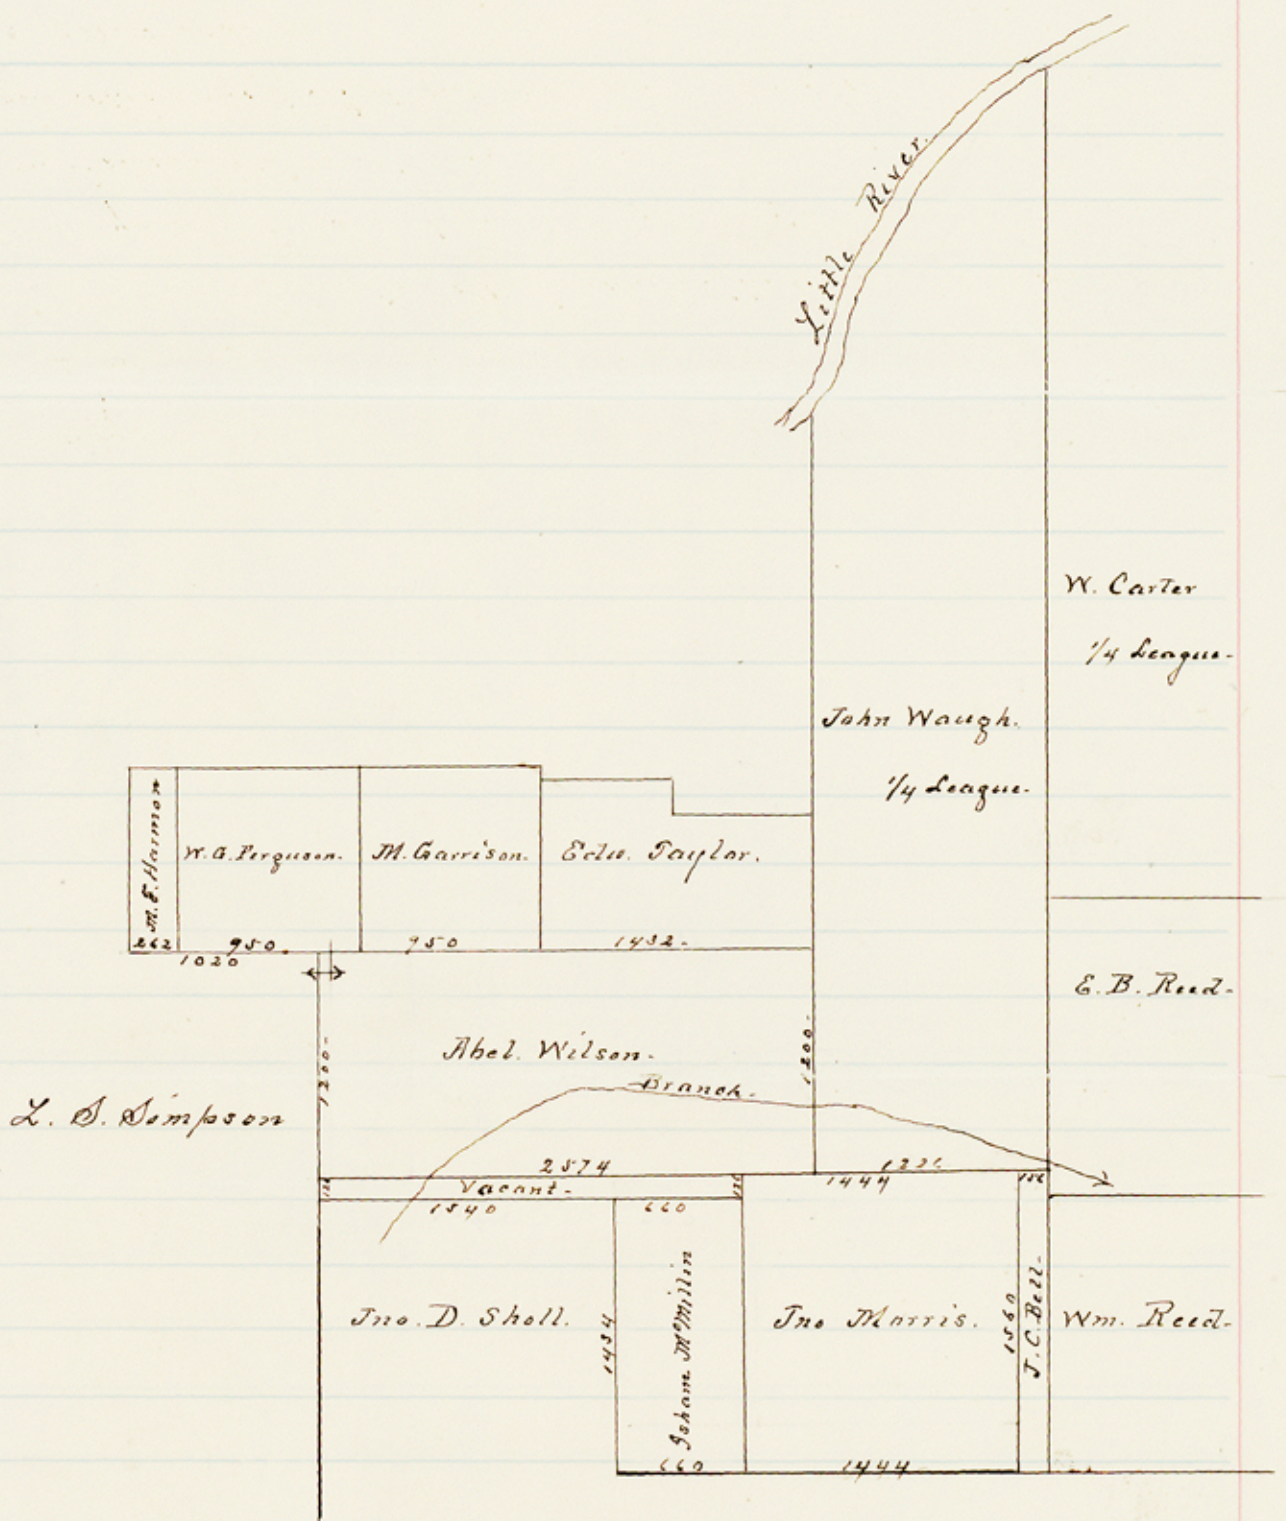 Little River.
W. Carter
1/4 League-
John Waugh.
1/4 League-
M. F. Harmon
W. G. Ferguson.
M. Garrison.
Edw. Taylor.
262
950.
950
1432-
1020
E. B. Reed-
Abel. Wilson-
1200-
1200-
Branch-
L. S. Simpson
2574
Vacant-
1444
156
1540
660
Jno. D. Sholl.
1434
Isham McMillin
Jno Morris.
1560
J. C. Bell-
Wm. Reed-
660
1444